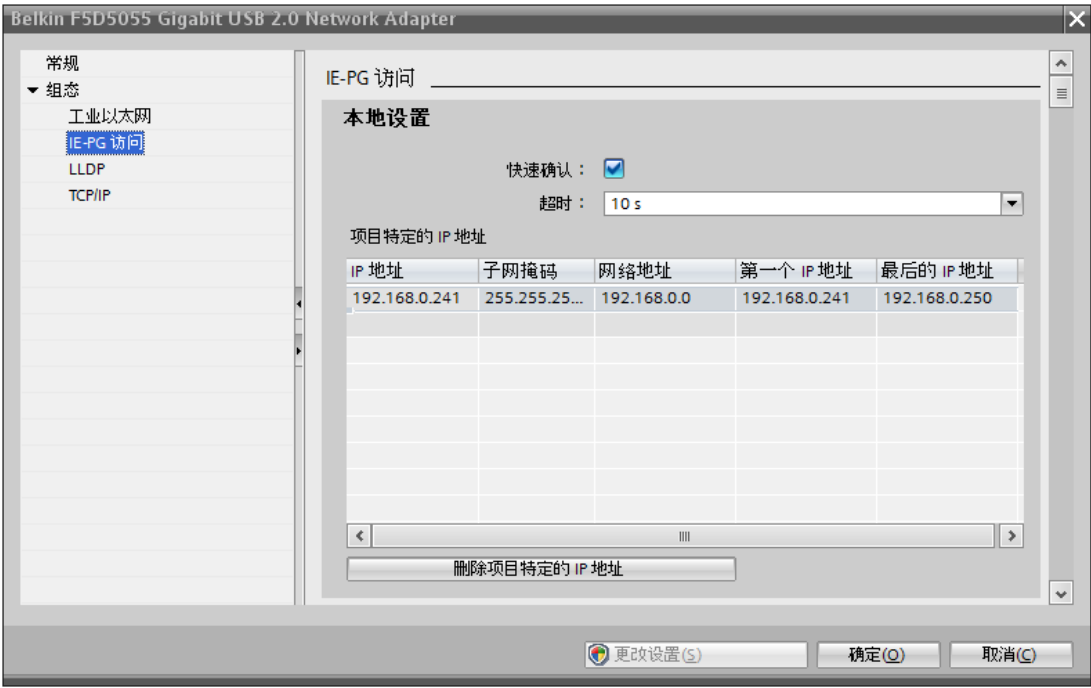 Belkin F5D5055 Gigabit USB 2.0 Network Adapter
常规
组态
工业以太网
IE-PG 访问
LLDP
TCP/IP
IE-PG 访问
本地设置
快速确认：
超时： 10 s
项目特定的 IP 地址
IP 地址 子网掩码 网络地址 第一个 IP 地址 最后的 IP 地址
192.168.0.241 255.255.25... 192.168.0.0 192.168.0.241 192.168.0.250
删除项目特定的 IP 地址
更改设置(S) 确定(O) 取消(C)